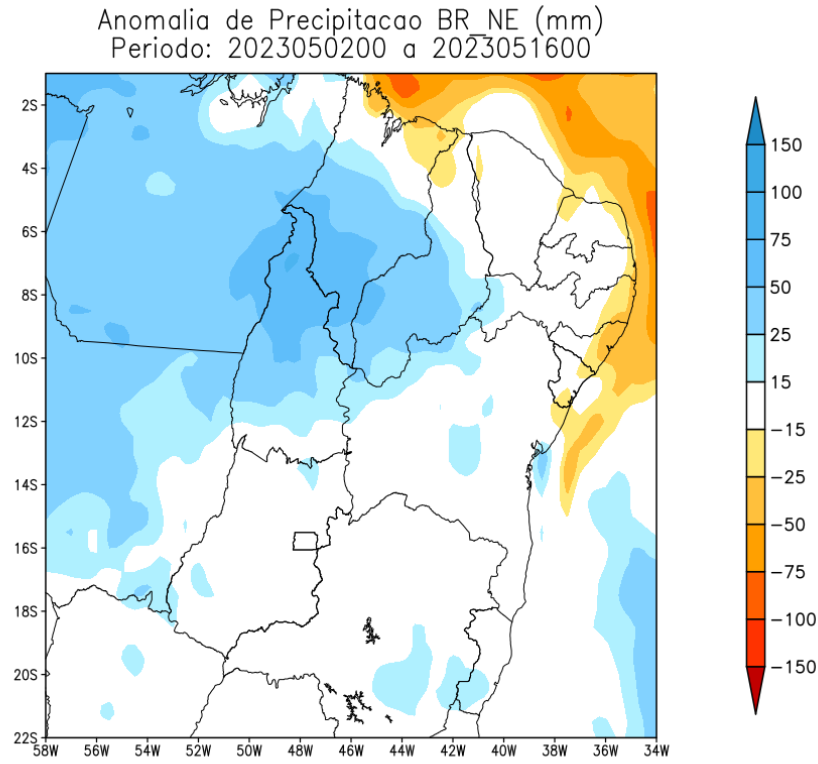 Anomalia de Precipitacao BR_NE (mm)
Periodo: 2023050200 a 2023051600
2S
4S
6S
8S
10S
12S
14S
16S
18S
20S
22S
58W 56W 54W 52W 50W 48W 46W 44W 42W 40W 38W 36W 34W
150
100
75
50
25
15
-15
-25
-50
-75
-100
-150